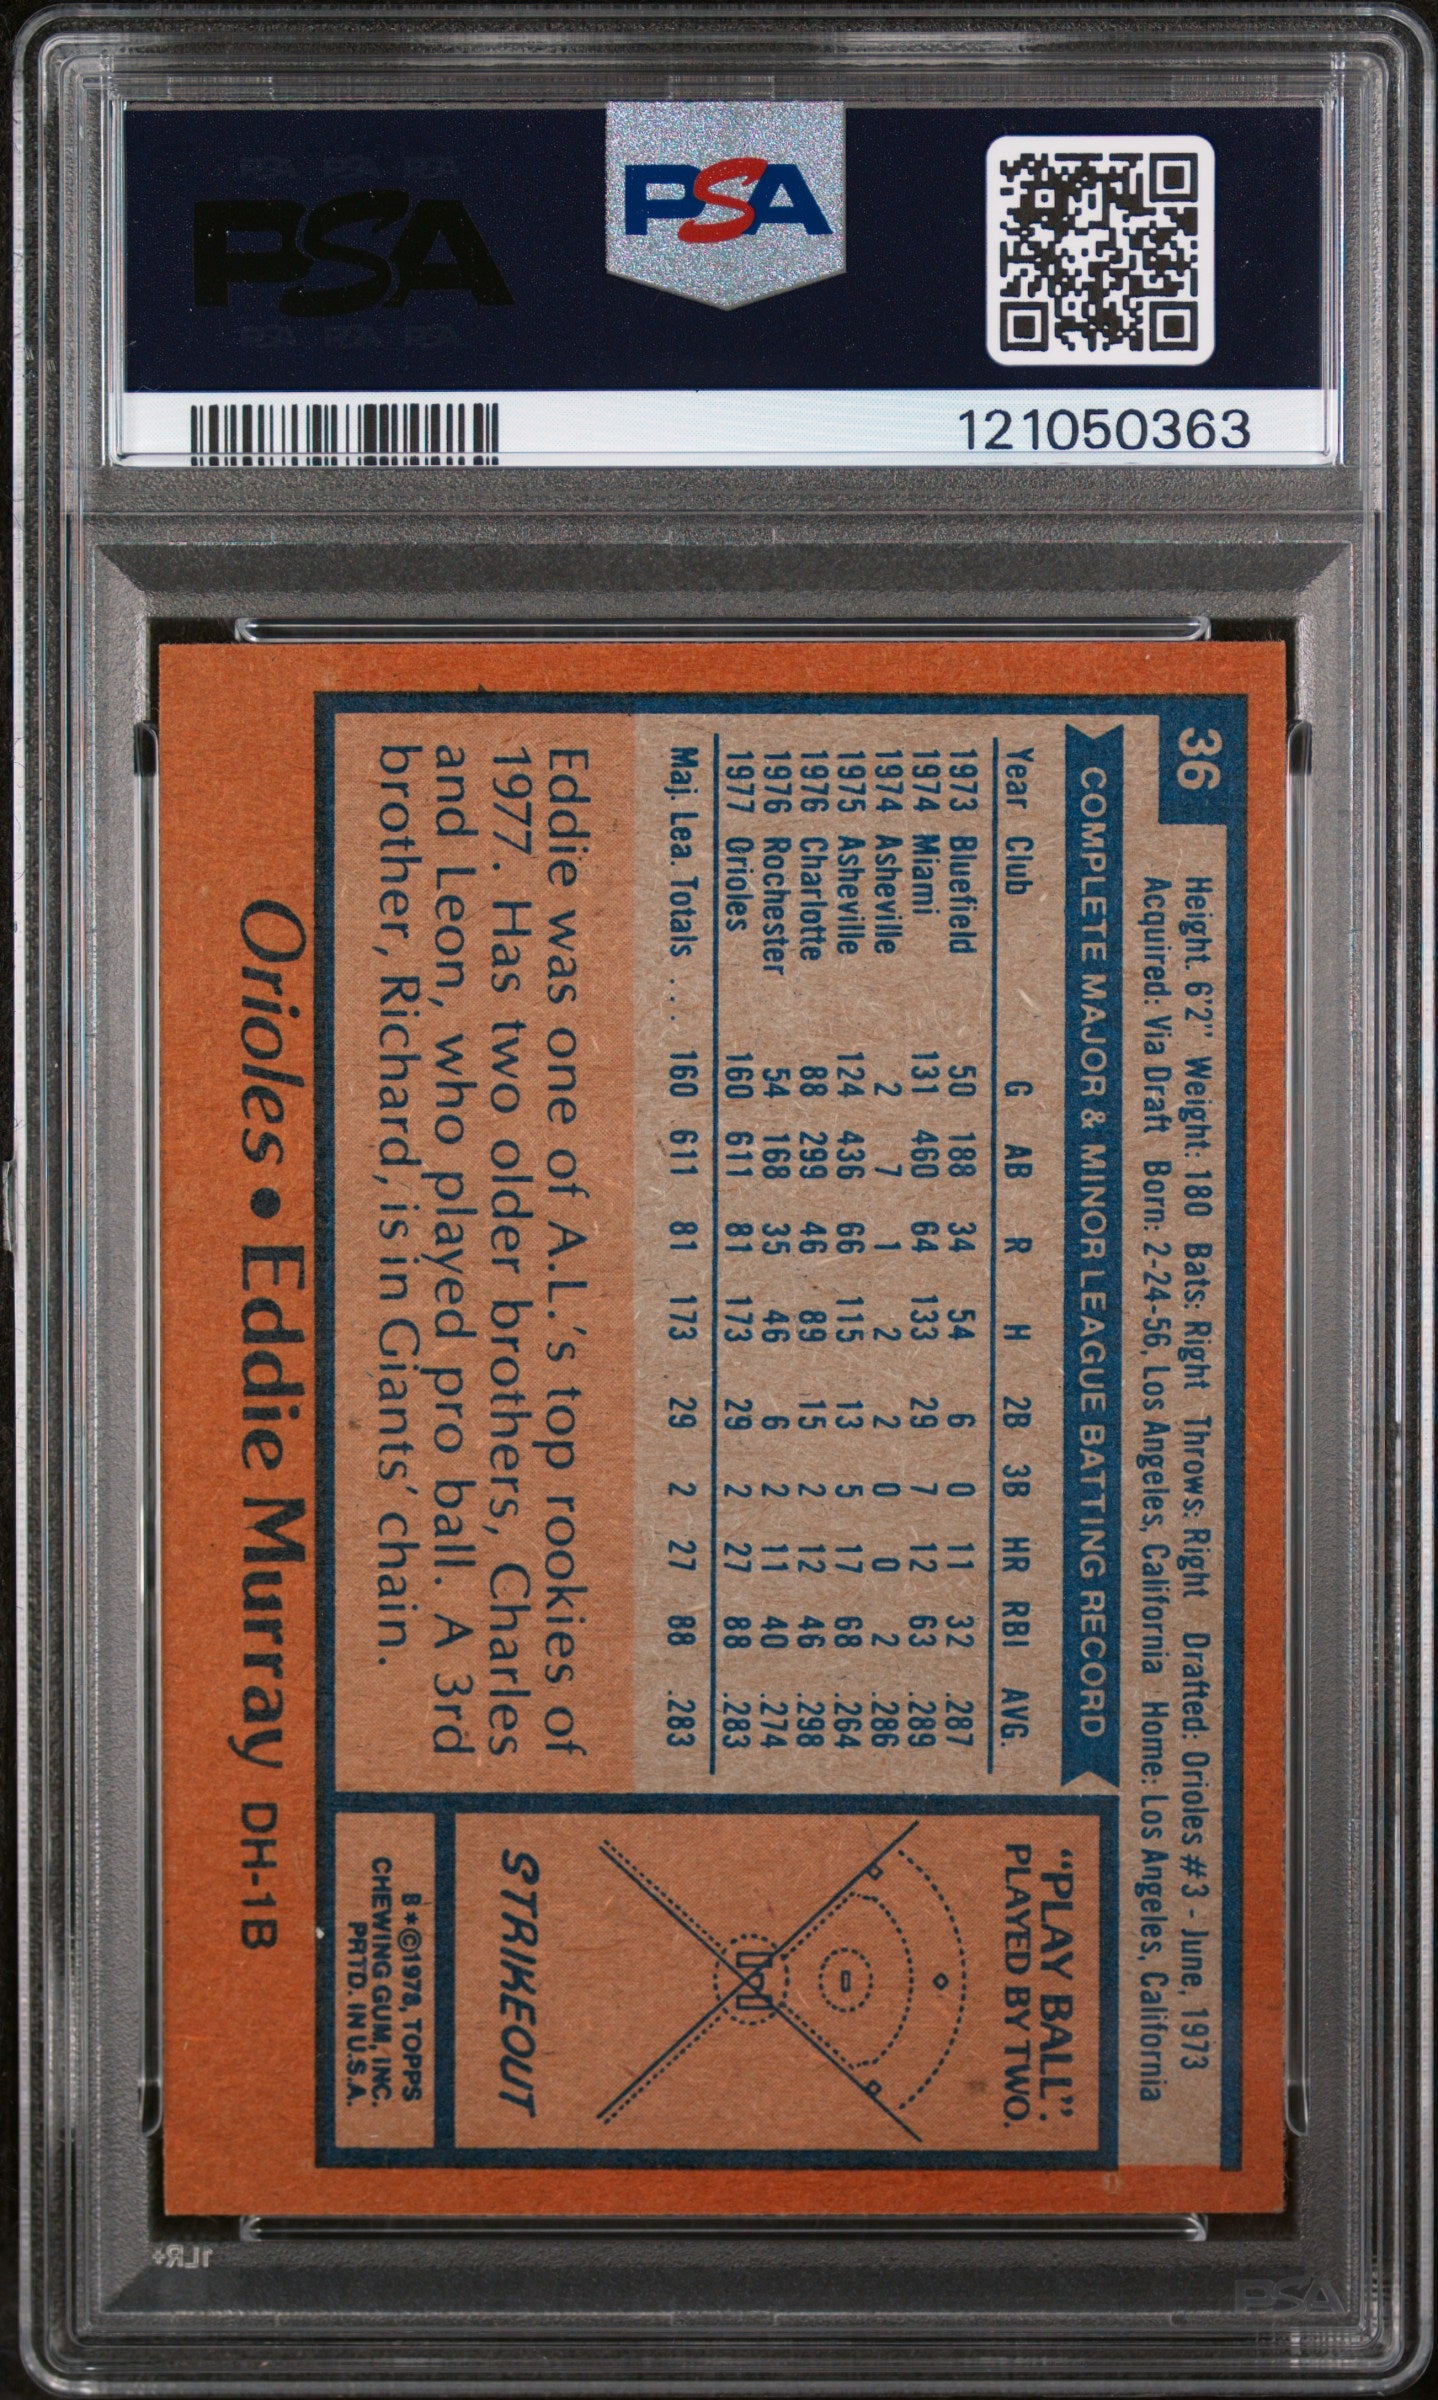 PSA
PSA
121050363
36
Height. 6'2" Weight: 180 Bats: Right Throws: Right Drafted: Orioles #3 - June, 1973
Acquired: Via Draft Born: 2-24-56, Los Angeles, California Home: Los Angeles, California
COMPLETE MAJOR & MINOR LEAGUE BATTING RECORD
Year Club G AB R H 2B 3B HR RBI AVG.
1973 Bluefield 50 188 34 54 6 0 11 32 .287
1974 Miami 131 460 64 133 29 7 12 63 .289
1974 Asheville 2 7 1 2 2 0 0 2 .286
1975 Asheville 124 436 66 115 13 5 17 68 .264
1976 Charlotte 88 299 46 89 15 2 12 46 .298
1976 Rochester 54 168 35 46 6 2 11 40 .274
1977 Orioles 160 611 81 173 29 2 27 88 .283
Maj. Lea. Totals . . . 160 611 81 173 29 2 27 88 .283
Eddie was one of A.L.'s top rookies of
1977. Has two older brothers, Charles
and Leon, who played pro ball. A 3rd
brother, Richard, is in Giants' chain.
"PLAY BALL".
PLAYED BY TWO.
STRIKEOUT
B*©1978, TOPPS
CHEWING GUM, INC.
PRTD. IN U.S.A.
Orioles • Eddie Murray DH-1B
1LR+
PSA